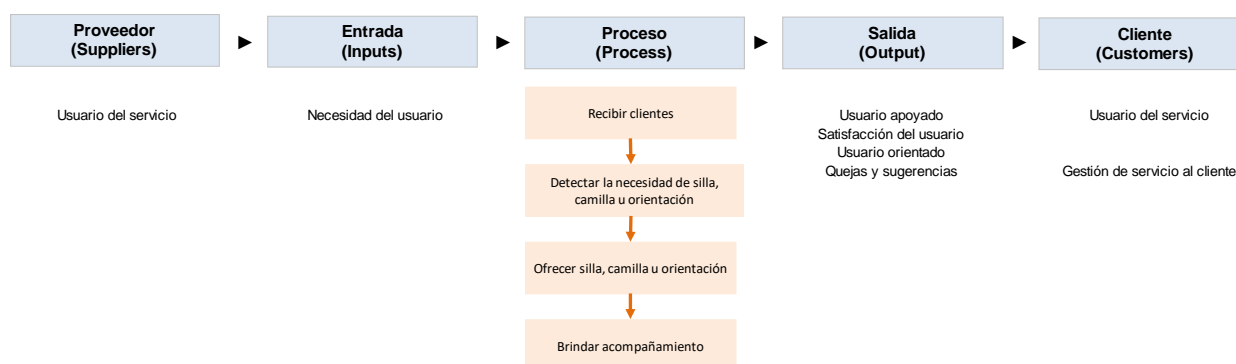 Proveedor
(Suppliers)
Entrada
(Inputs)
Proceso
(Process)
Salida
(Output)
Cliente
(Customers)
Usuario del servicio
Necesidad del usuario
Recibir clientes
Detectar la necesidad de silla,
camilla u orientación
Ofrecer silla, camilla u orientación
Brindar acompañamiento
Usuario apoyado
Satisfacción del usuario
Usuario orientado
Quejas y sugerencias
Usuario del servicio
Gestión de servicio al cliente